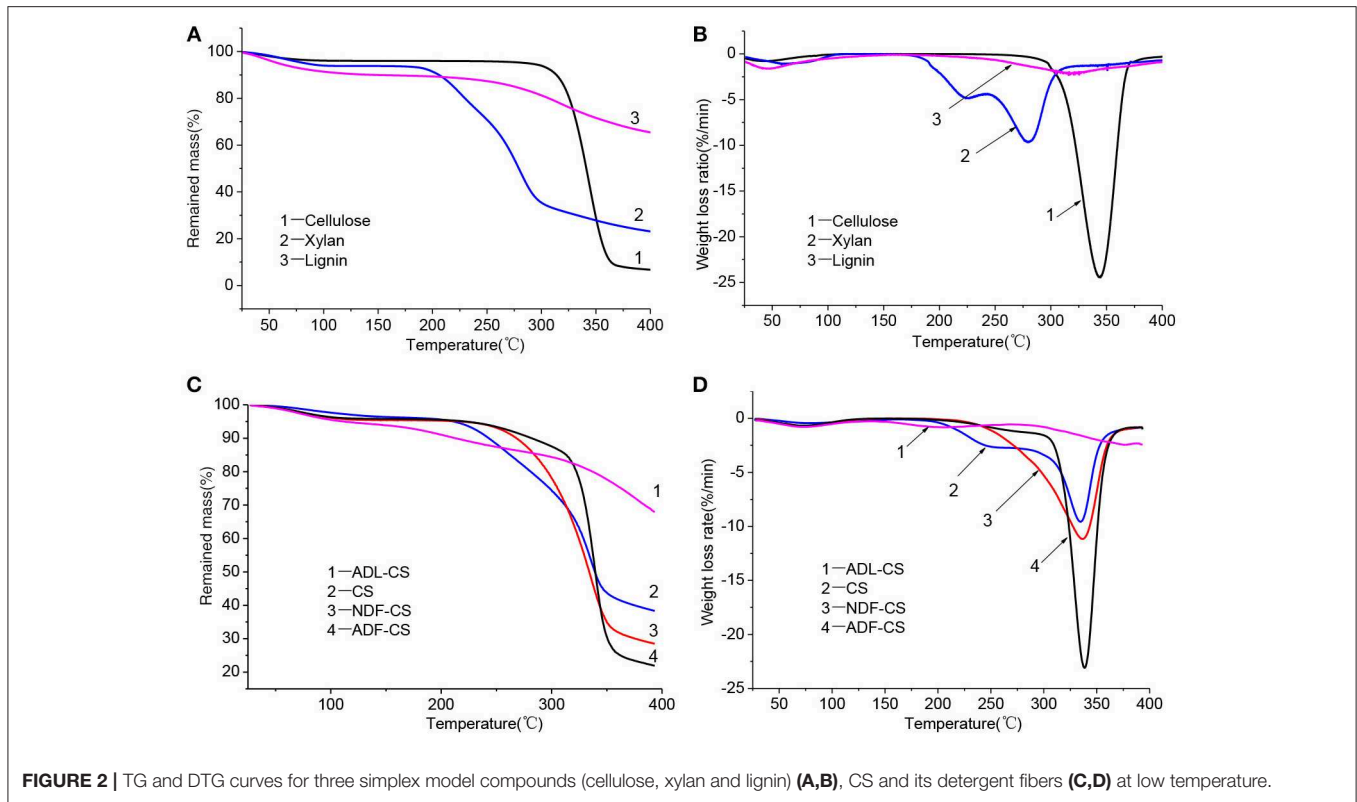 A
100
80
60
40
20
0
Remained mass(%)
3
2
1
1—Cellulose
2—Xylan
3—Lignin
50 100 150 200 250 300 350 400
Temperature(℃)
B
0
-5
-10
-15
-20
-25
Weight loss ratio(%/min)
3
2
1
1—Cellulose
2—Xylan
3—Lignin
50 100 150 200 250 300 350 400
Temperature(℃)
C
100
90
80
70
60
50
40
30
20
Remained mass(%)
1
2
3
4
1—ADL-CS
2—CS
3—NDF-CS
4—ADF-CS
100 200 300 400
Temperature(℃)
D
0
-5
-10
-15
-20
-25
Weight loss rate(%/min)
1
2
3
4
1—ADL-CS
2—CS
3—NDF-CS
4—ADF-CS
50 100 150 200 250 300 350 400
Temperature(℃)
FIGURE 2 | TG and DTG curves for three simplex model compounds (cellulose, xylan and lignin) (A,B), CS and its detergent fibers (C,D) at low temperature.